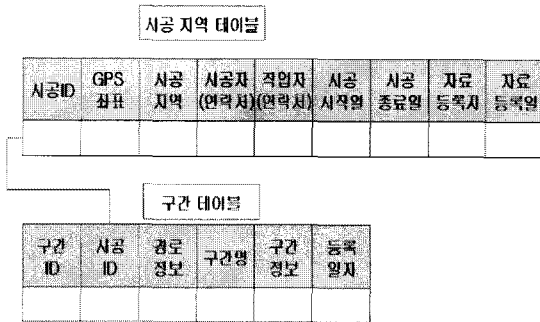 시공 지역 테이블
시공ID GPS 좌표 시공 지역 시공자 (연락처) 작업자 (연락처) 시공 시작일 시공 종료일 자료 등록자 자료 등록일
구간 테이블
구간 ID 시공 ID 경로 정보 구간명 구간 정보 등록 일자